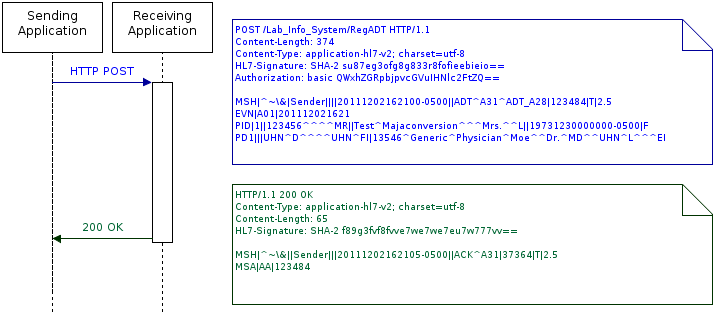 Sending
Application
Receiving
Application
HTTP POST
200 OK
POST /Lab_Info_System/RegADT HTTP/1.1
Content-Length: 374
Content-Type: application-hl7-v2; charset=utf-8
HL7-Signature: SHA-2 su87eg3ofg8g833r8fofieebieio==
Authorization: basic QWxhZGRpbjpvcGVuIHNlc2FtZQ==
MSH|^~\&|Sender||||20111202162100-0500||ADT^A31^ADT_A28|123484|T|2.5
EVN|A01|201112021621
PID|1||123456^^^^MR||Test^Majaconversion^^^Mrs.^^L||19731230000000-0500|F
PD1|||UHN^D^^^^UHN^FI|13546^Generic^Physician^Moe^^Dr.^MD^^UHN^L^^^EI
HTTP/1.1 200 OK
Content-Type: application-hl7-v2; charset=utf-8
Content-Length: 65
HL7-Signature: SHA-2 f89g3fvf8fvve7we7we7eu7w777vv==
MSH|^~\&||Sender|||20111202162105-0500||ACK^A31|37364|T|2.5
MSA|AA|123484